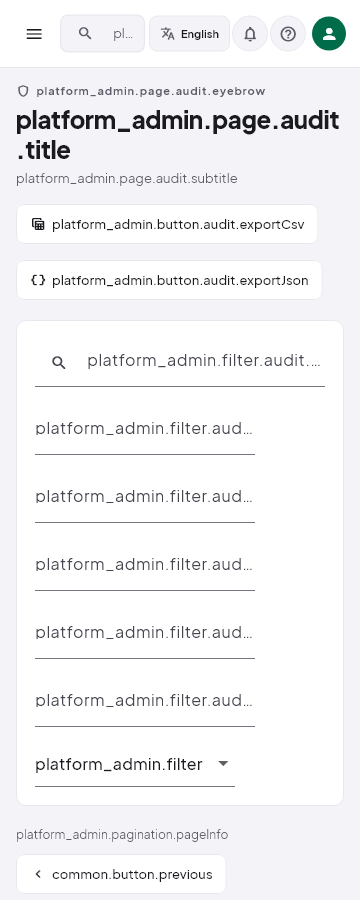 pl...
English
platform_admin.page.audit.eyebrow
platform_admin.page.audit
.title
platform_admin.page.audit.subtitle
platform_admin.button.audit.exportCsv
platform_admin.button.audit.exportJson
platform_admin.filter.audit....
platform_admin.filter.aud...
platform_admin.filter.aud...
platform_admin.filter.aud...
platform_admin.filter.aud...
platform_admin.filter.aud...
platform_admin.filter
platform_admin.pagination.pageInfo
common.button.previous